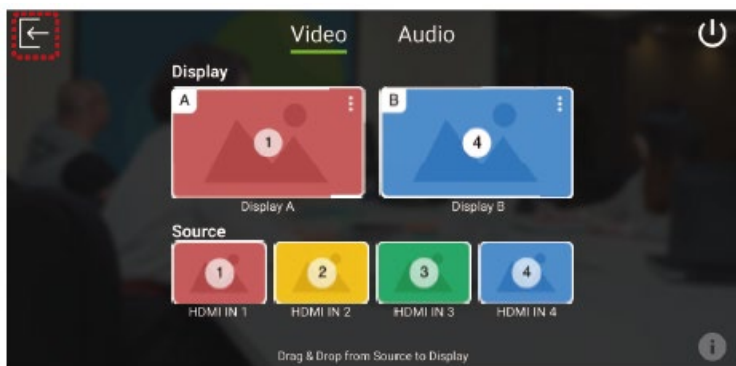 Video Audio
Display
A B
1 4
Display A Display B
Source
1 2 3 4
HDMI IN 1 HDMI IN 2 HDMI IN 3 HDMI IN 4
Drag & Drop from Source to Display
i